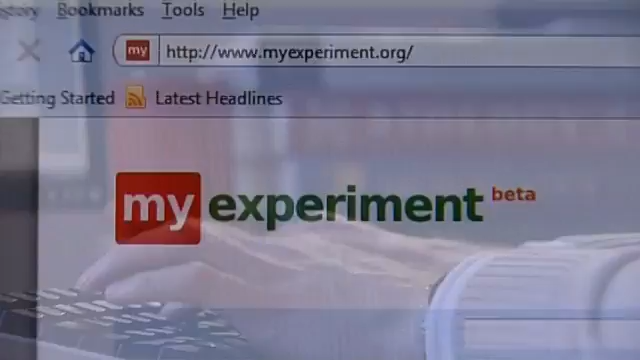 story Bookmarks Tools Help
my http://www.myexperiment.org/
Getting Started Latest Headlines
my experiment beta